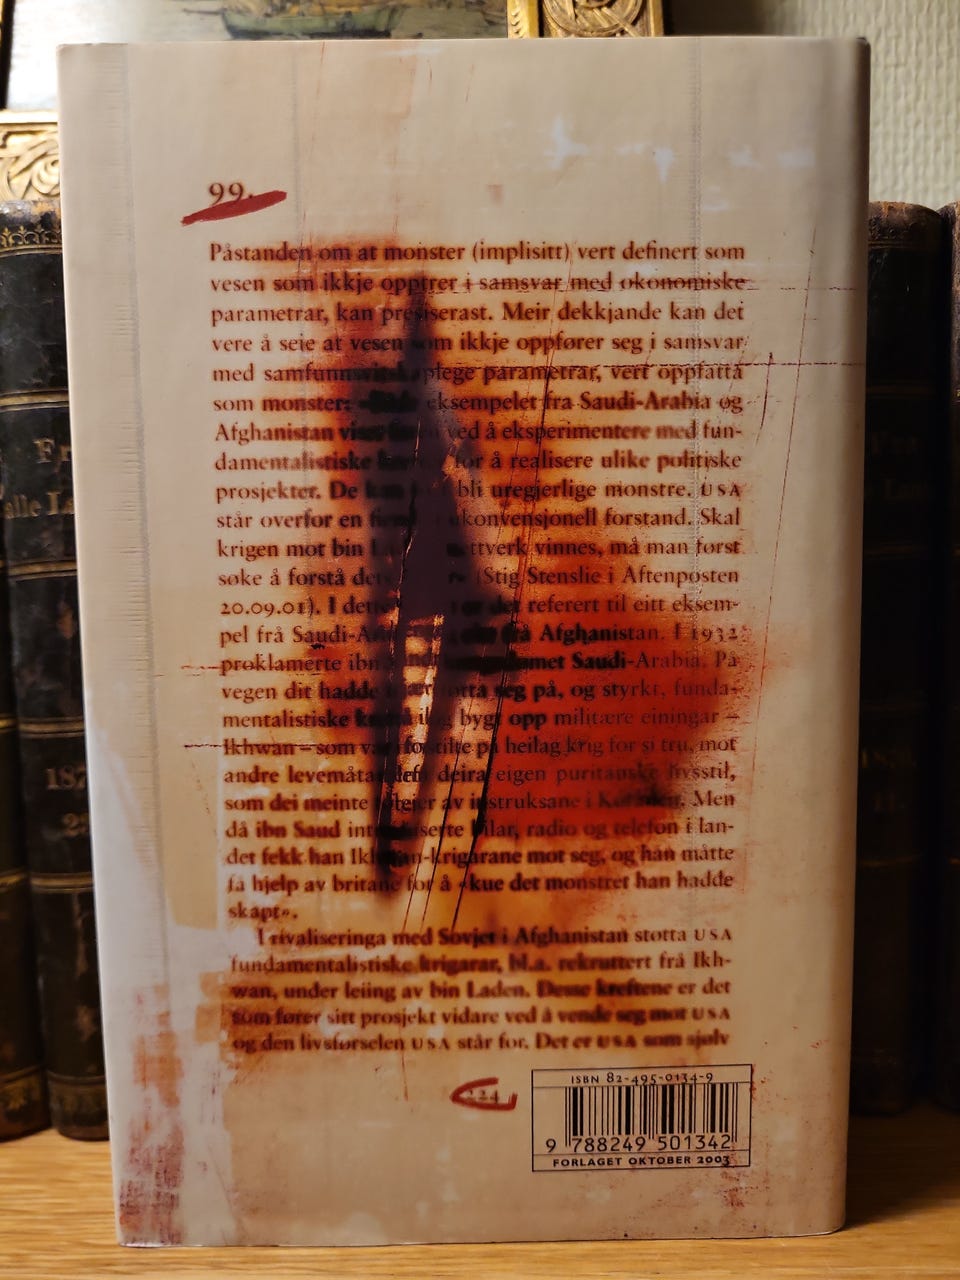 99.
Påstanden om at monster (implisitt) vert definert som
vesen som ikkje opptrer i samsvar med økonomiske
parametrar, kan presiserast. Meir dekkjande kan det
vere å seie at vesen som ikkje oppfører seg i samsvar
med parametrar, vert oppfatta
som monster: eksempelet fra Saudi-Arabia og
Afghanistan ved å eksperimentere med fun-
damentalistiske for å realisere ulike politiske
prosjekter. De bli uregjerlige monstre. USA
står overfor en ukonvensjonell forstand. Skal
krigen mot bin nettverk vinnes, må man først
søke å forstå (Stig Stenslie i Aftenposten
20.09.01). I det referert til eitt eksem-
pel frå Saudi- frå Afghanistan. I 1932
proklamerte ibn Saudi-Arabia. På
vegen dit hadde seg på, og styrkt, funda-
mentalistiske bygt opp militære einingar –
Ikhwan – som på heilag krig for si tru, mot
andre levemåtar deira eigen puritanske livsstil,
som dei meinte av instruksane i Koranen. Men
då ibn Saud introduserte bilar, radio og telefon i lan-
det fekk han Ikhwan-krigarane mot seg, og han måtte
få hjelp av britane for å «kue det monstret han hadde
skapt».
I rivaliseringa med Sovjet i Afghanistan støtta USA
fundamentalistiske krigarar, bl.a. rekruttert frå Ikh-
wan, under leiing av bin Laden. Desse kreftene er det
som fører sitt prosjekt vidare ved å vende seg mot USA
og den livsførselen USA står for. Det er USA som sjølv
224
ISBN 82-495-0134-9
9 788249 501342
FORLAGET OKTOBER 2003